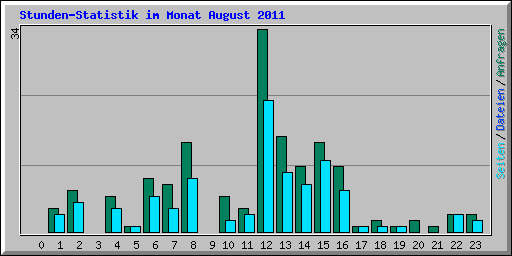 Stunden-Statistik im Monat August 2011
34
Seiten/Dateien/Anfragen
0 1 2 3 4 5 6 7 8 9 10 11 12 13 14 15 16 17 18 19 20 21 22 23